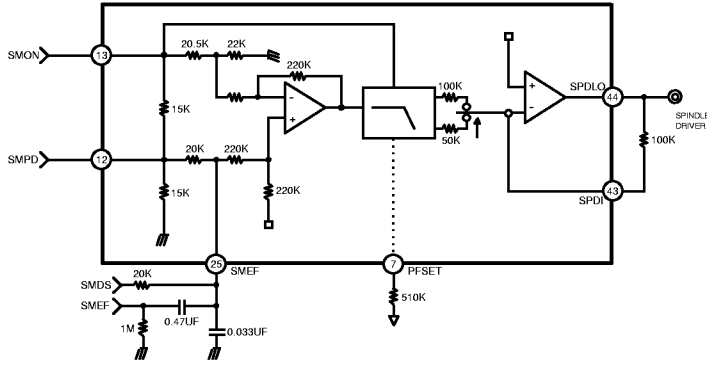 SMON
13
20.5K
22K
220K
15K
SMPD
12
20K
220K
15K
220K
100K
50K
SPDLO
44
SPINDLE
DRIVER
100K
43
SPDI
25
SMEF
7
PFSET
SMDS
20K
SMEF
1M
0.47UF
0.033UF
510K
-
+
+
-